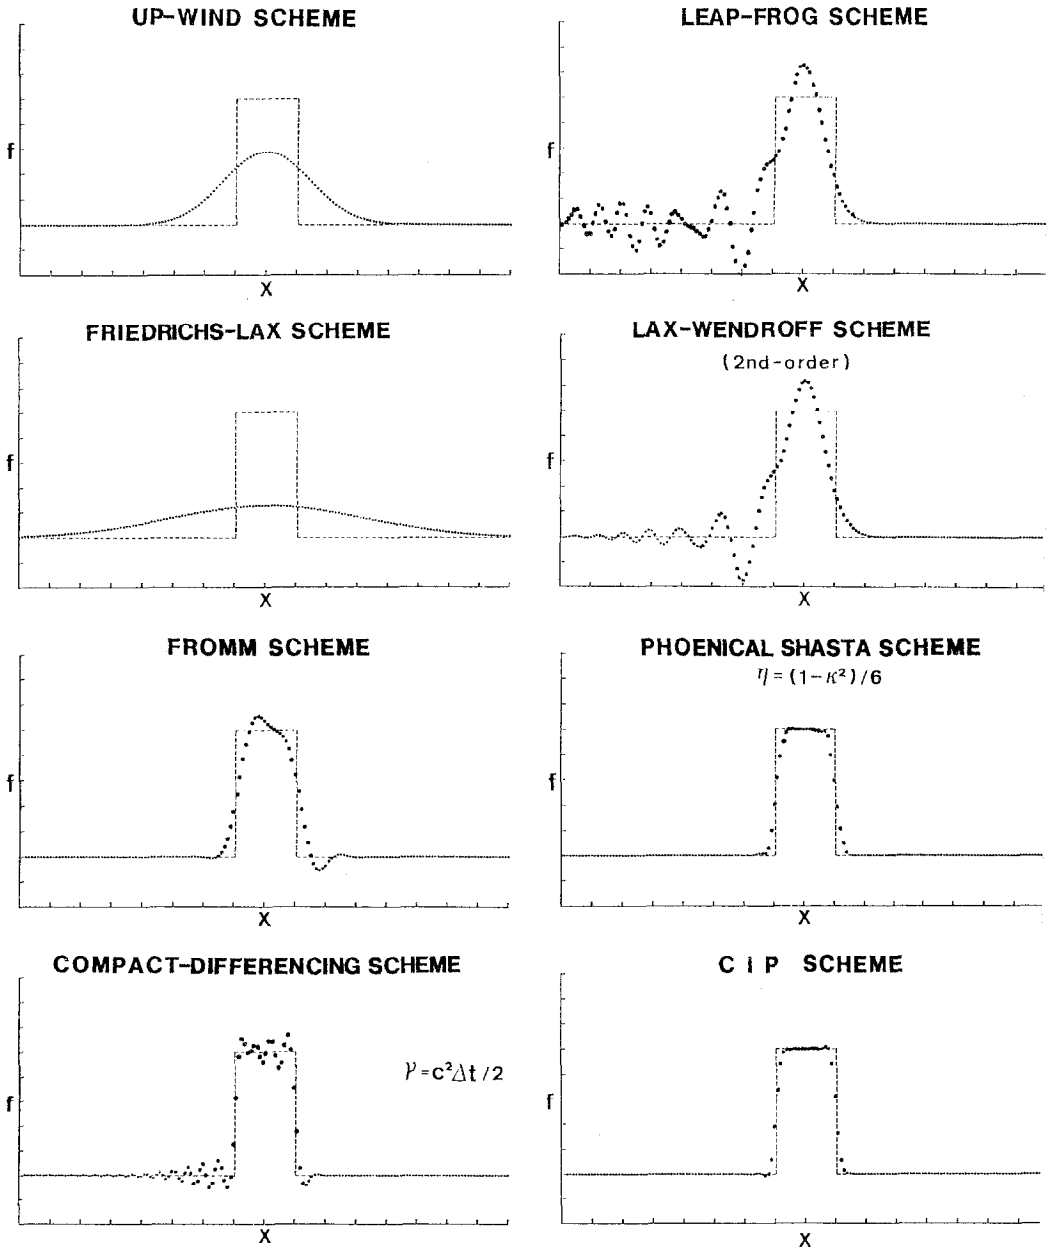 UP-WIND SCHEME
f
X
LEAP-FROG SCHEME
f
X
FRIEDRICHS-LAX SCHEME
f
X
LAX-WENDROFF SCHEME
(2nd-order)
f
X
FROMM SCHEME
f
X
PHOENICAL SHASTA SCHEME
η = (1-κ²)/6
f
X
COMPACT-DIFFERENCING SCHEME
γ=c²Δt/2
f
X
CIP SCHEME
f
X